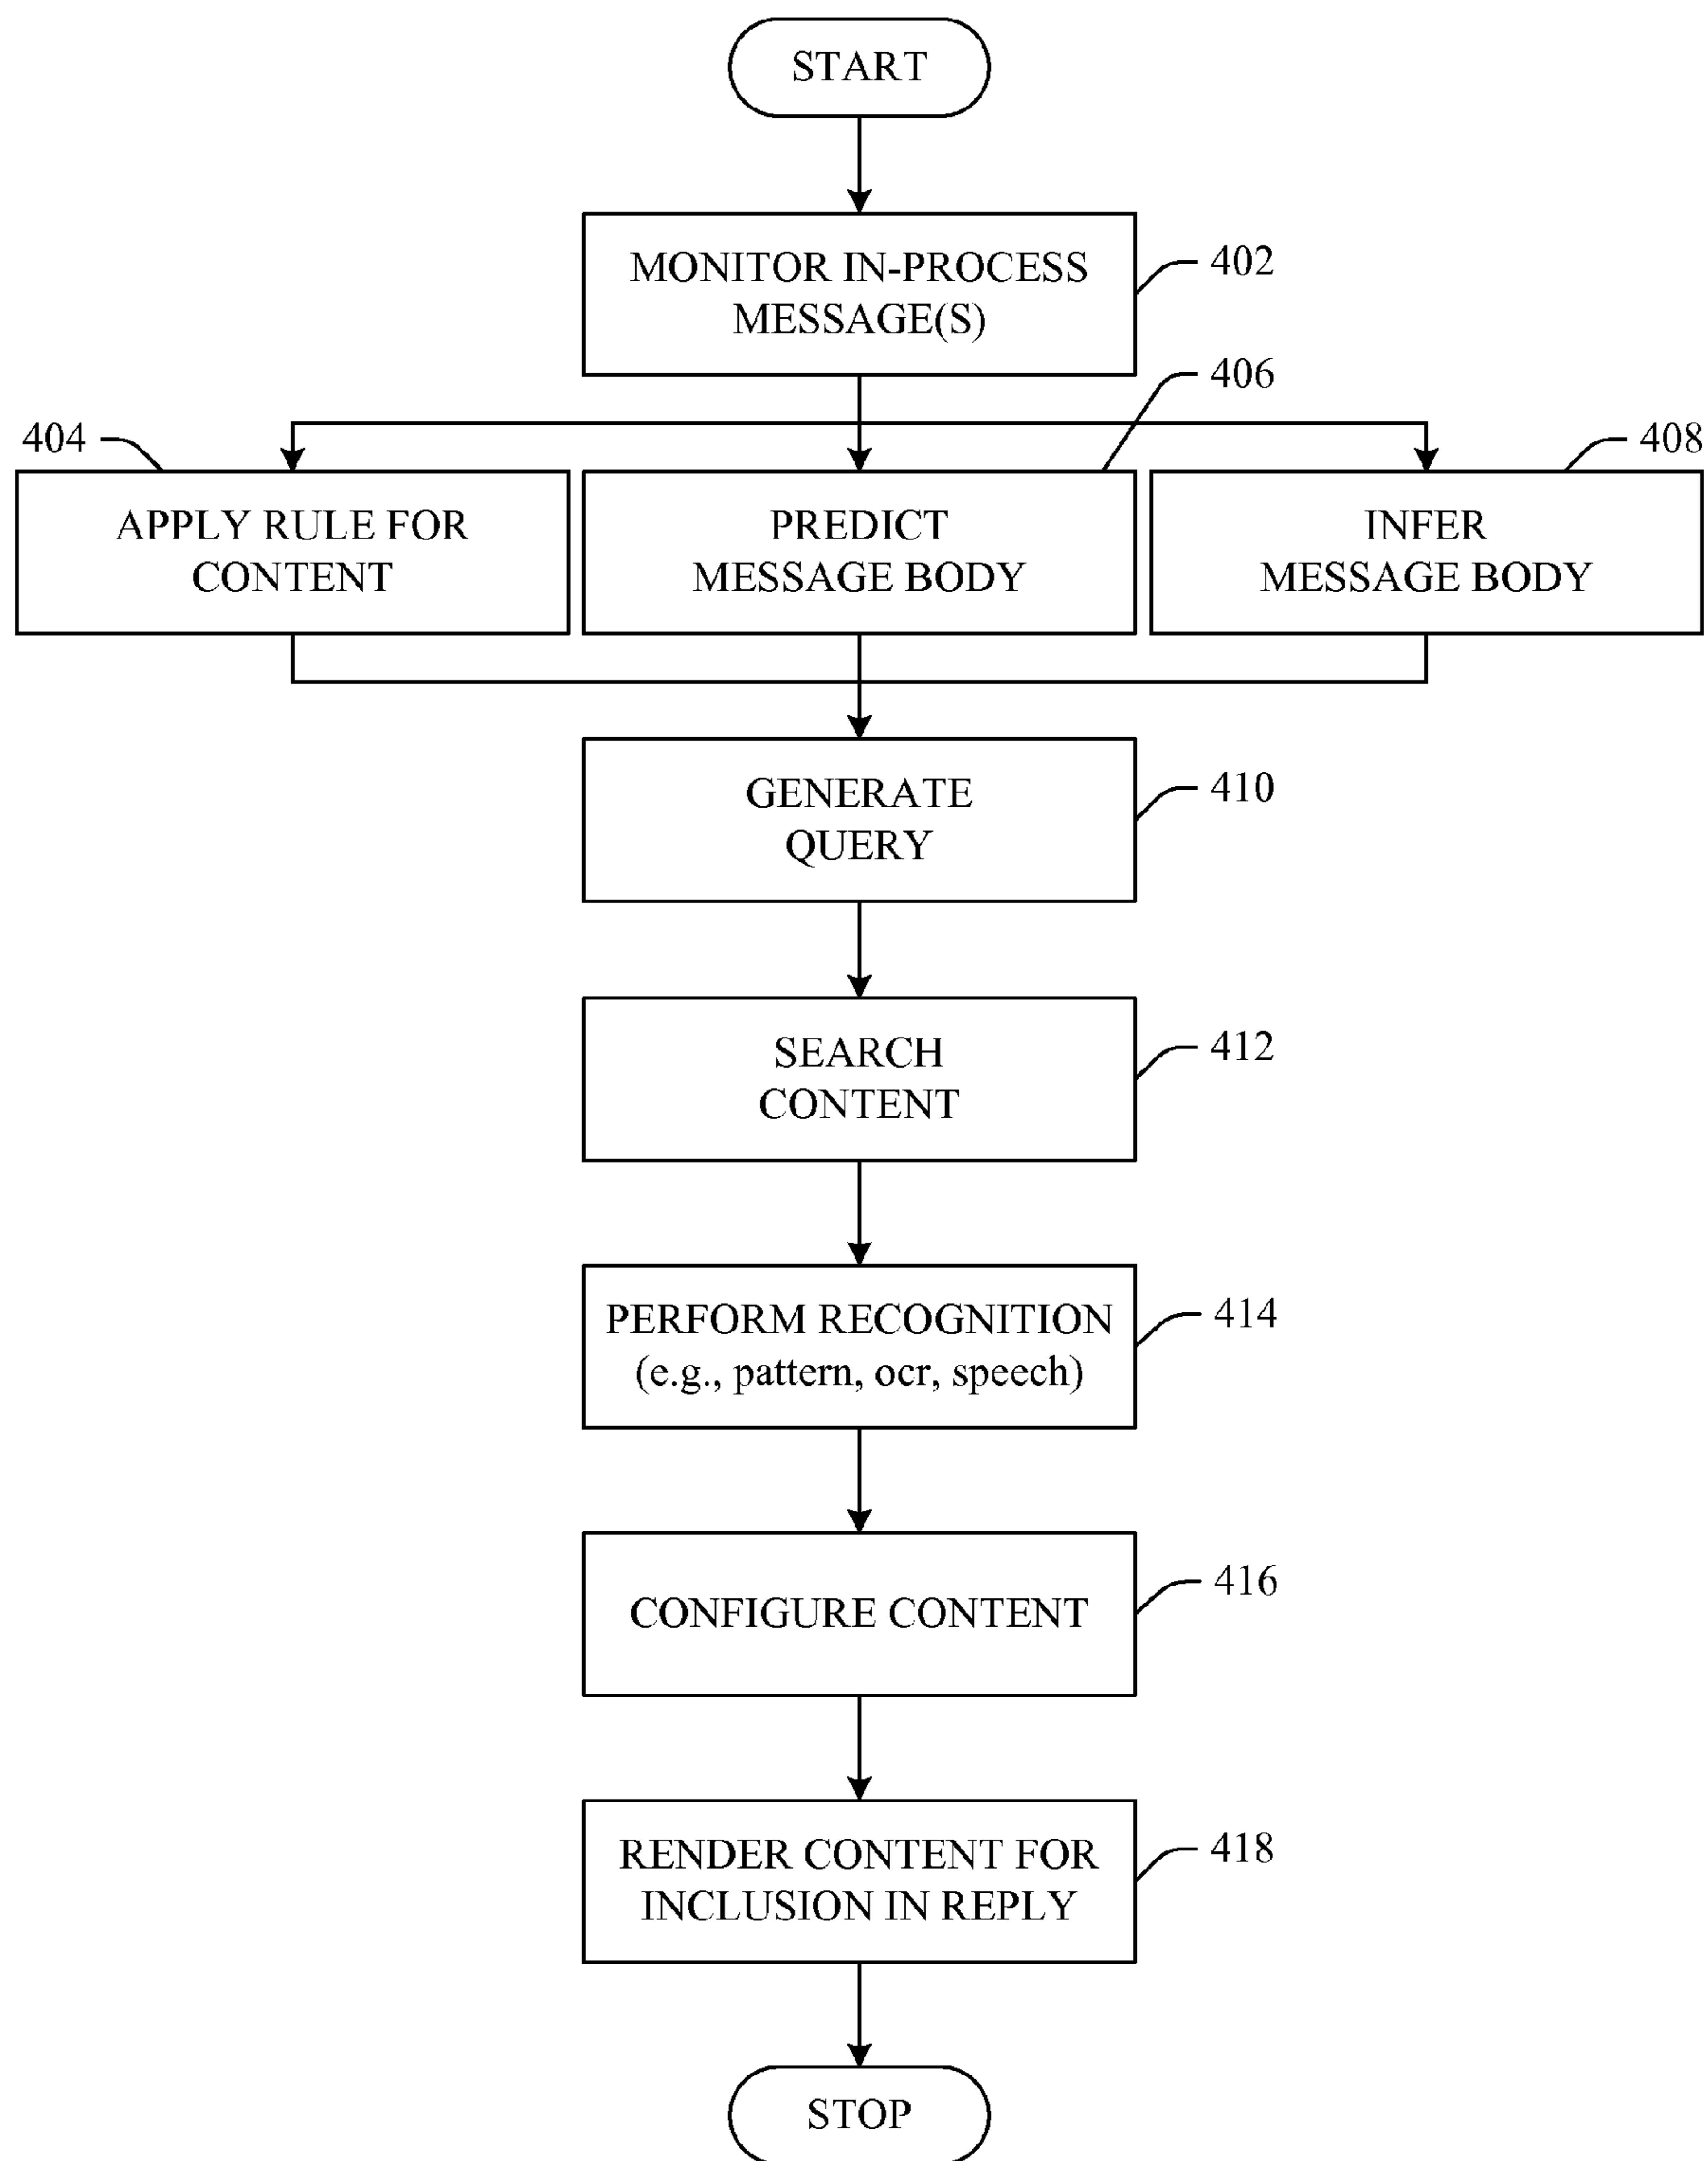 START
MONITOR IN-PROCESS
MESSAGE(S)
402
406
404
408
APPLY RULE FOR
CONTENT
PREDICT
MESSAGE BODY
INFER
MESSAGE BODY
GENERATE
QUERY
410
SEARCH
CONTENT
412
PERFORM RECOGNITION
(e.g., pattern, ocr, speech)
414
CONFIGURE CONTENT
416
RENDER CONTENT FOR
INCLUSION IN REPLY
418
STOP